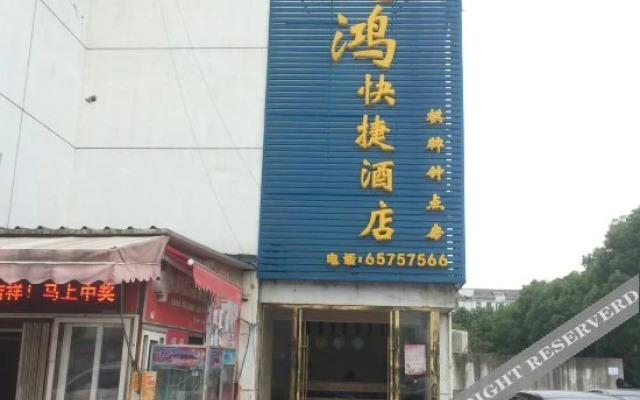 鸿
快捷酒店
棋牌钟点房
电话:65757566
吉祥！马上中奖
RIGHT RESERVERD